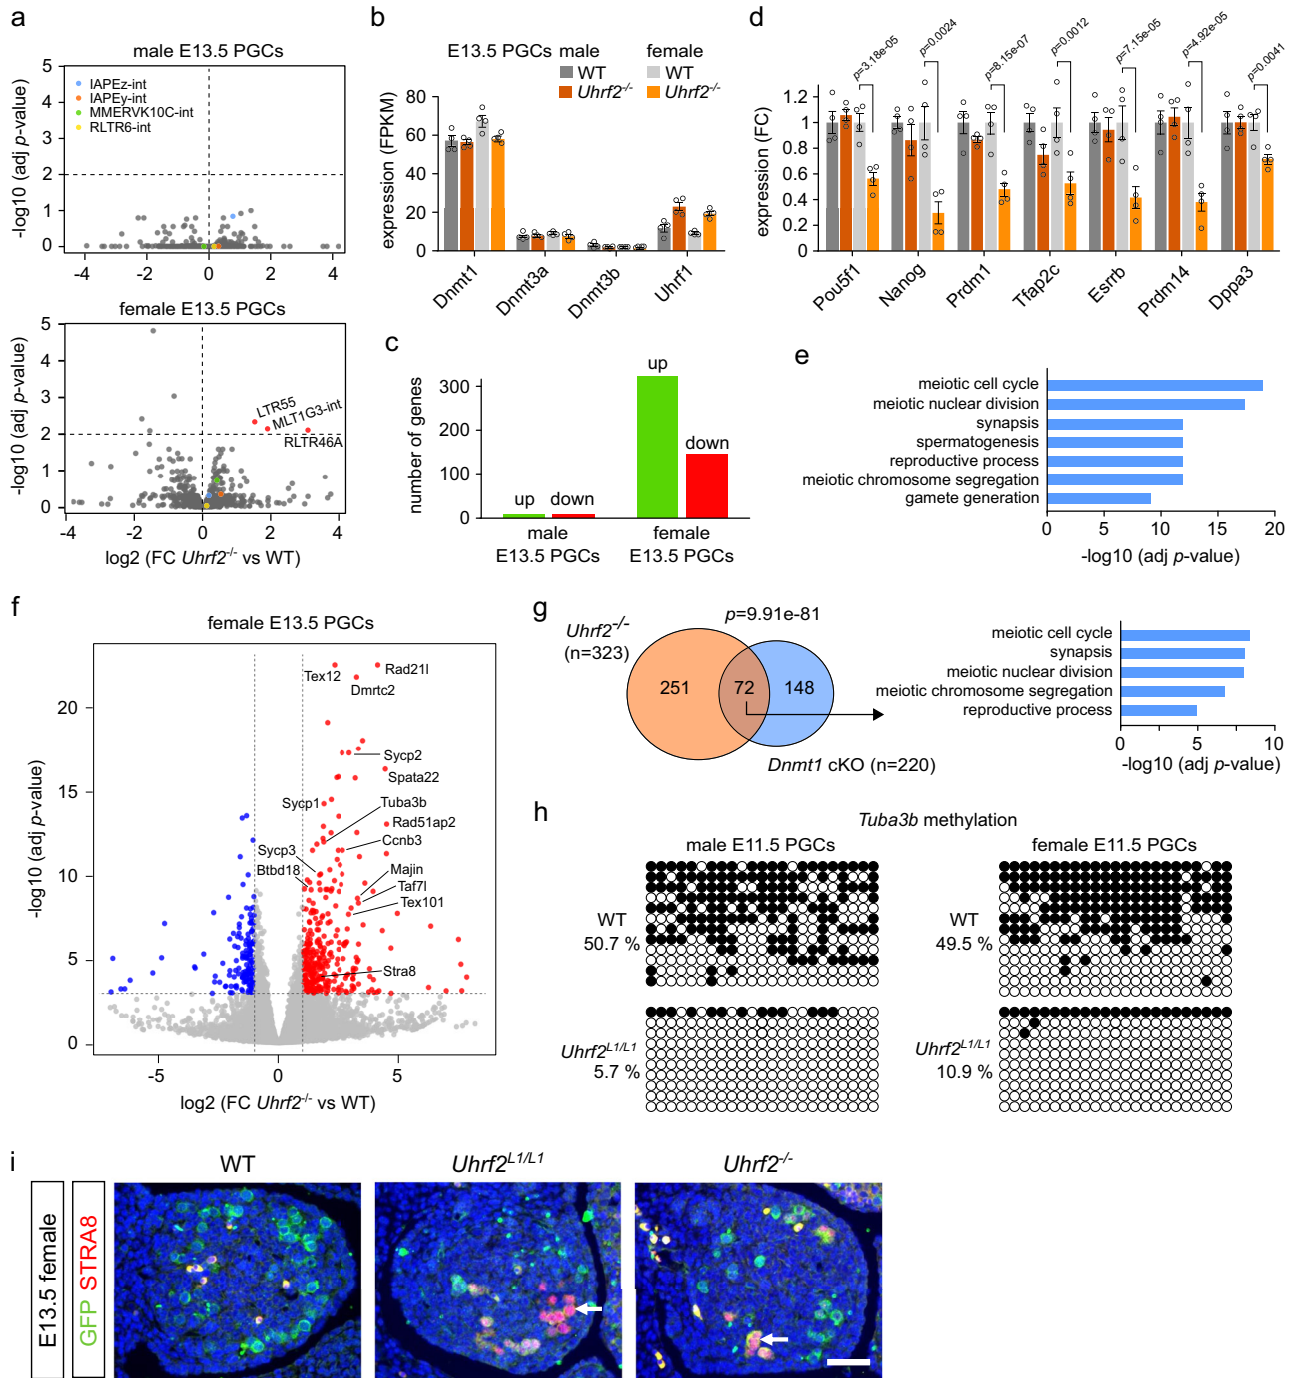 a
male E13.5 PGCs
5
4
3
2
1
0
-log10 (adj p-value)
IAPEz-int
IAPEy-int
MMERVK10C-int
RLTR6-int
-4 -2 0 2 4
female E13.5 PGCs
5
4
3
2
1
0
-log10 (adj p-value)
LTR55
MLT1G3-int
RLTR46A
-4 -2 0 2 4
log2 (FC Uhrf2-/- vs WT)
b
E13.5 PGCs
male
WT
Uhrf2-/-
female
WT
Uhrf2-/-
expression (FPKM)
80
60
40
20
0
Dnmt1
Dnmt3a
Dnmt3b
Uhrf1
c
number of genes
300
200
100
0
up
down
up
down
male
E13.5 PGCs
female
E13.5 PGCs
d
p=3.18e-05
p=0.0024
p=8.15e-07
p=0.0012
p=7.15e-05
p=4.92e-05
p=0.0041
expression (FC)
1.2
1
0.8
0.6
0.4
0.2
0
Pou5f1
Nanog
Prdm1
Tfap2c
Esrrb
Prdm14
Dppa3
e
meiotic cell cycle
meiotic nuclear division
synapsis
spermatogenesis
reproductive process
meiotic chromosome segregation
gamete generation
0 5 10 15 20
-log10 (adj p-value)
f
female E13.5 PGCs
-log10 (adj p-value)
20
15
10
5
0
Tex12
Rad21l
Dmrtc2
Sycp2
Spata22
Sycp1
Tuba3b
Rad51ap2
Sycp3
Ccnb3
Btbd18
Majin
Taf7l
Tex101
Stra8
-5 0 5
log2 (FC Uhrf2-/- vs WT)
g
Uhrf2-/-
(n=323)
p=9.91e-81
251 72 148
Dnmt1 cKO (n=220)
meiotic cell cycle
synapsis
meiotic nuclear division
meiotic chromosome segregation
reproductive process
0 5 10
-log10 (adj p-value)
h
Tuba3b methylation
male E11.5 PGCs
female E11.5 PGCs
WT
50.7 %
WT
49.5 %
Uhrf2L1/L1
5.7 %
Uhrf2L1/L1
10.9 %
i
WT
Uhrf2L1/L1
Uhrf2-/-
E13.5 female
GFP STRA8